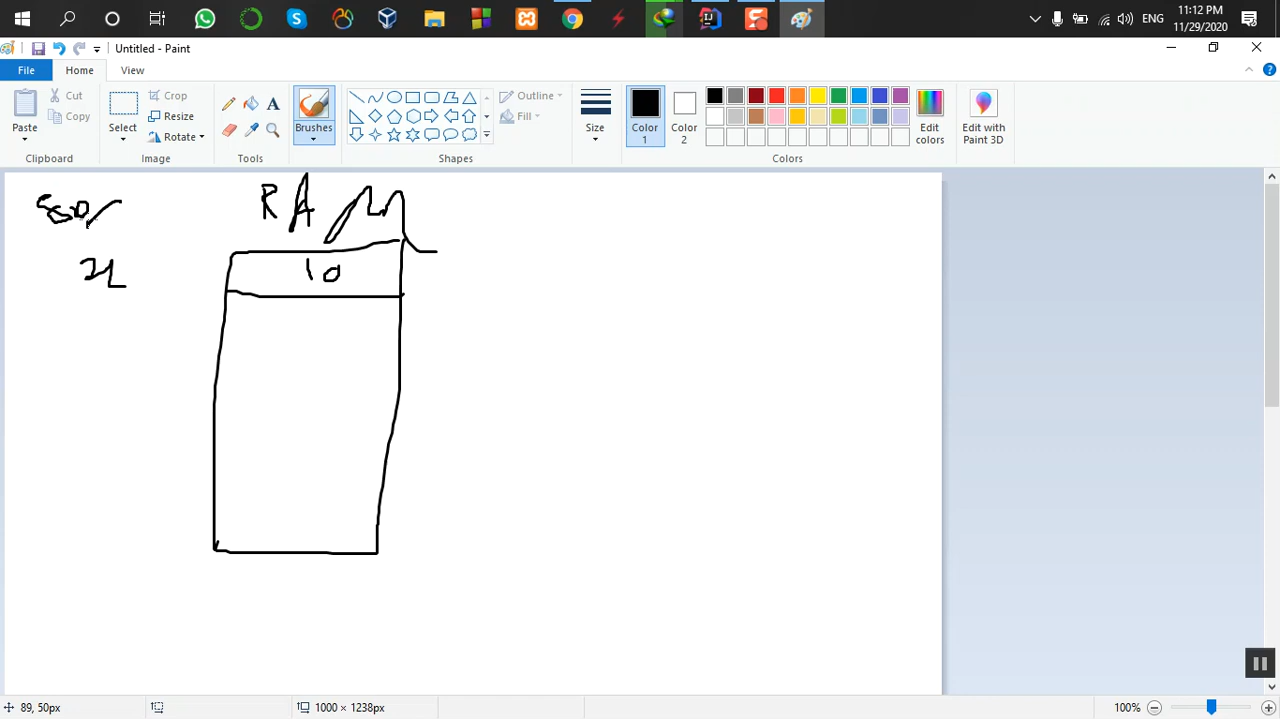 ENG
11:12 PM
11/29/2020
Untitled - Paint
File
Home
View
Paste
Cut
Copy
Clipboard
Select
Crop
Resize
Rotate
Image
Tools
Brushes
Outline
Fill
Shapes
Size
Color 1
Color 2
Edit colors
Edit with Paint 3D
Colors
RAM
10
89, 50px
1000 × 1238px
100%